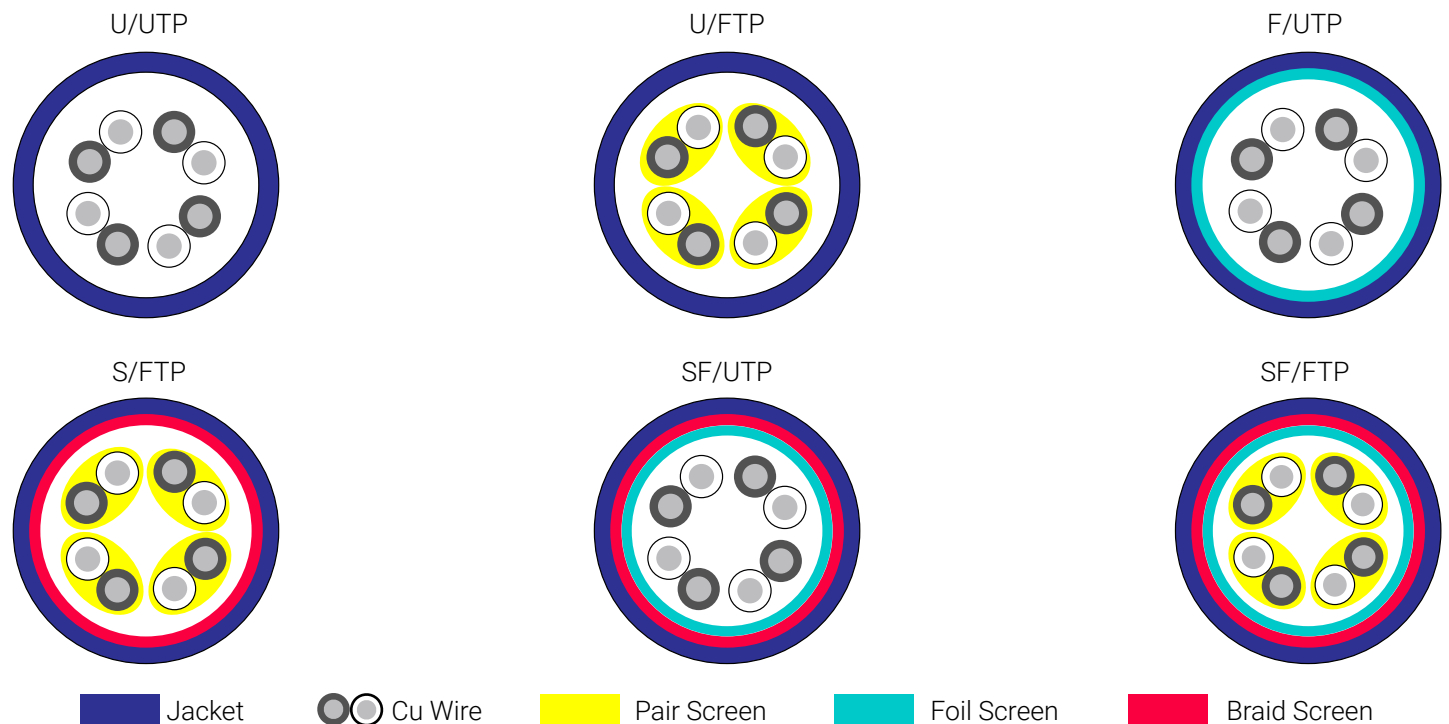 U/UTP
U/FTP
F/UTP
S/FTP
SF/UTP
SF/FTP
Jacket
Cu Wire
Pair Screen
Foil Screen
Braid Screen